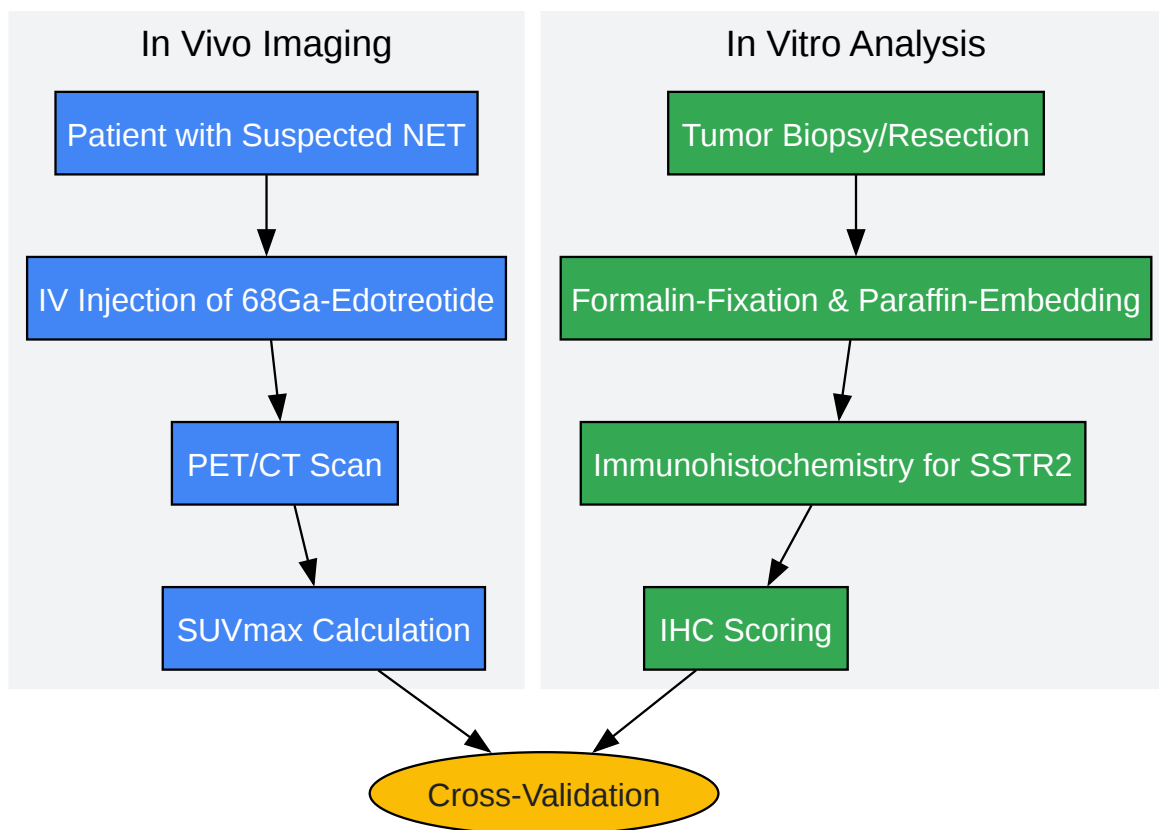 In Vivo Imaging
Patient with Suspected NET
IV Injection of 68Ga-Edotreotide
PET/CT Scan
SUVmax Calculation
In Vitro Analysis
Tumor Biopsy/Resection
Formalin-Fixation & Paraffin-Embedding
Immunohistochemistry for SSTR2
IHC Scoring
Cross-Validation